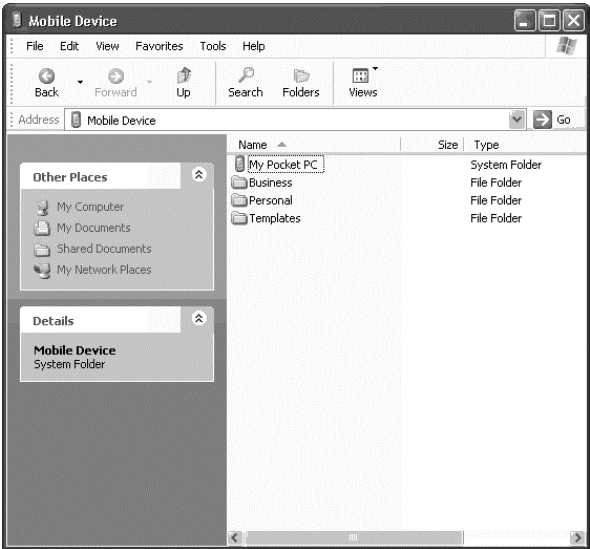 Mobile Device
File Edit View Favorites Tools Help
Back Forward Up Search Folders Views
Address Mobile Device Go
Name Size Type
My Pocket PC System Folder
Business File Folder
Personal File Folder
Templates File Folder
Other Places
My Computer
My Documents
Shared Documents
My Network Places
Details
Mobile Device
System Folder